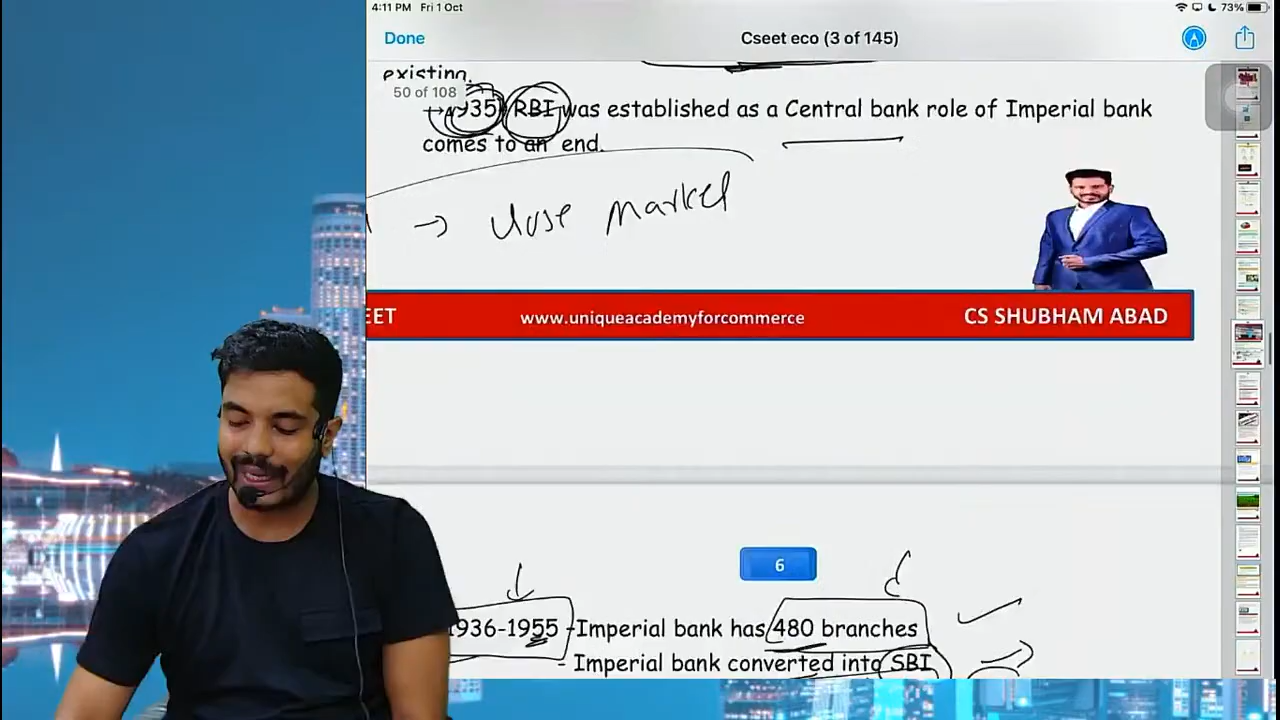 4:11 PM Fri 1 Oct
73%
Done
Cseet eco (3 of 145)
existing.
50 of 108
1935- RBI was established as a Central bank role of Imperial bank
comes to an end.
→ close market
EET
www.uniqueacademyforcommerce
CS SHUBHAM ABAD
6
1936-1955 -Imperial bank has 480 branches
- Imperial bank converted into SBI